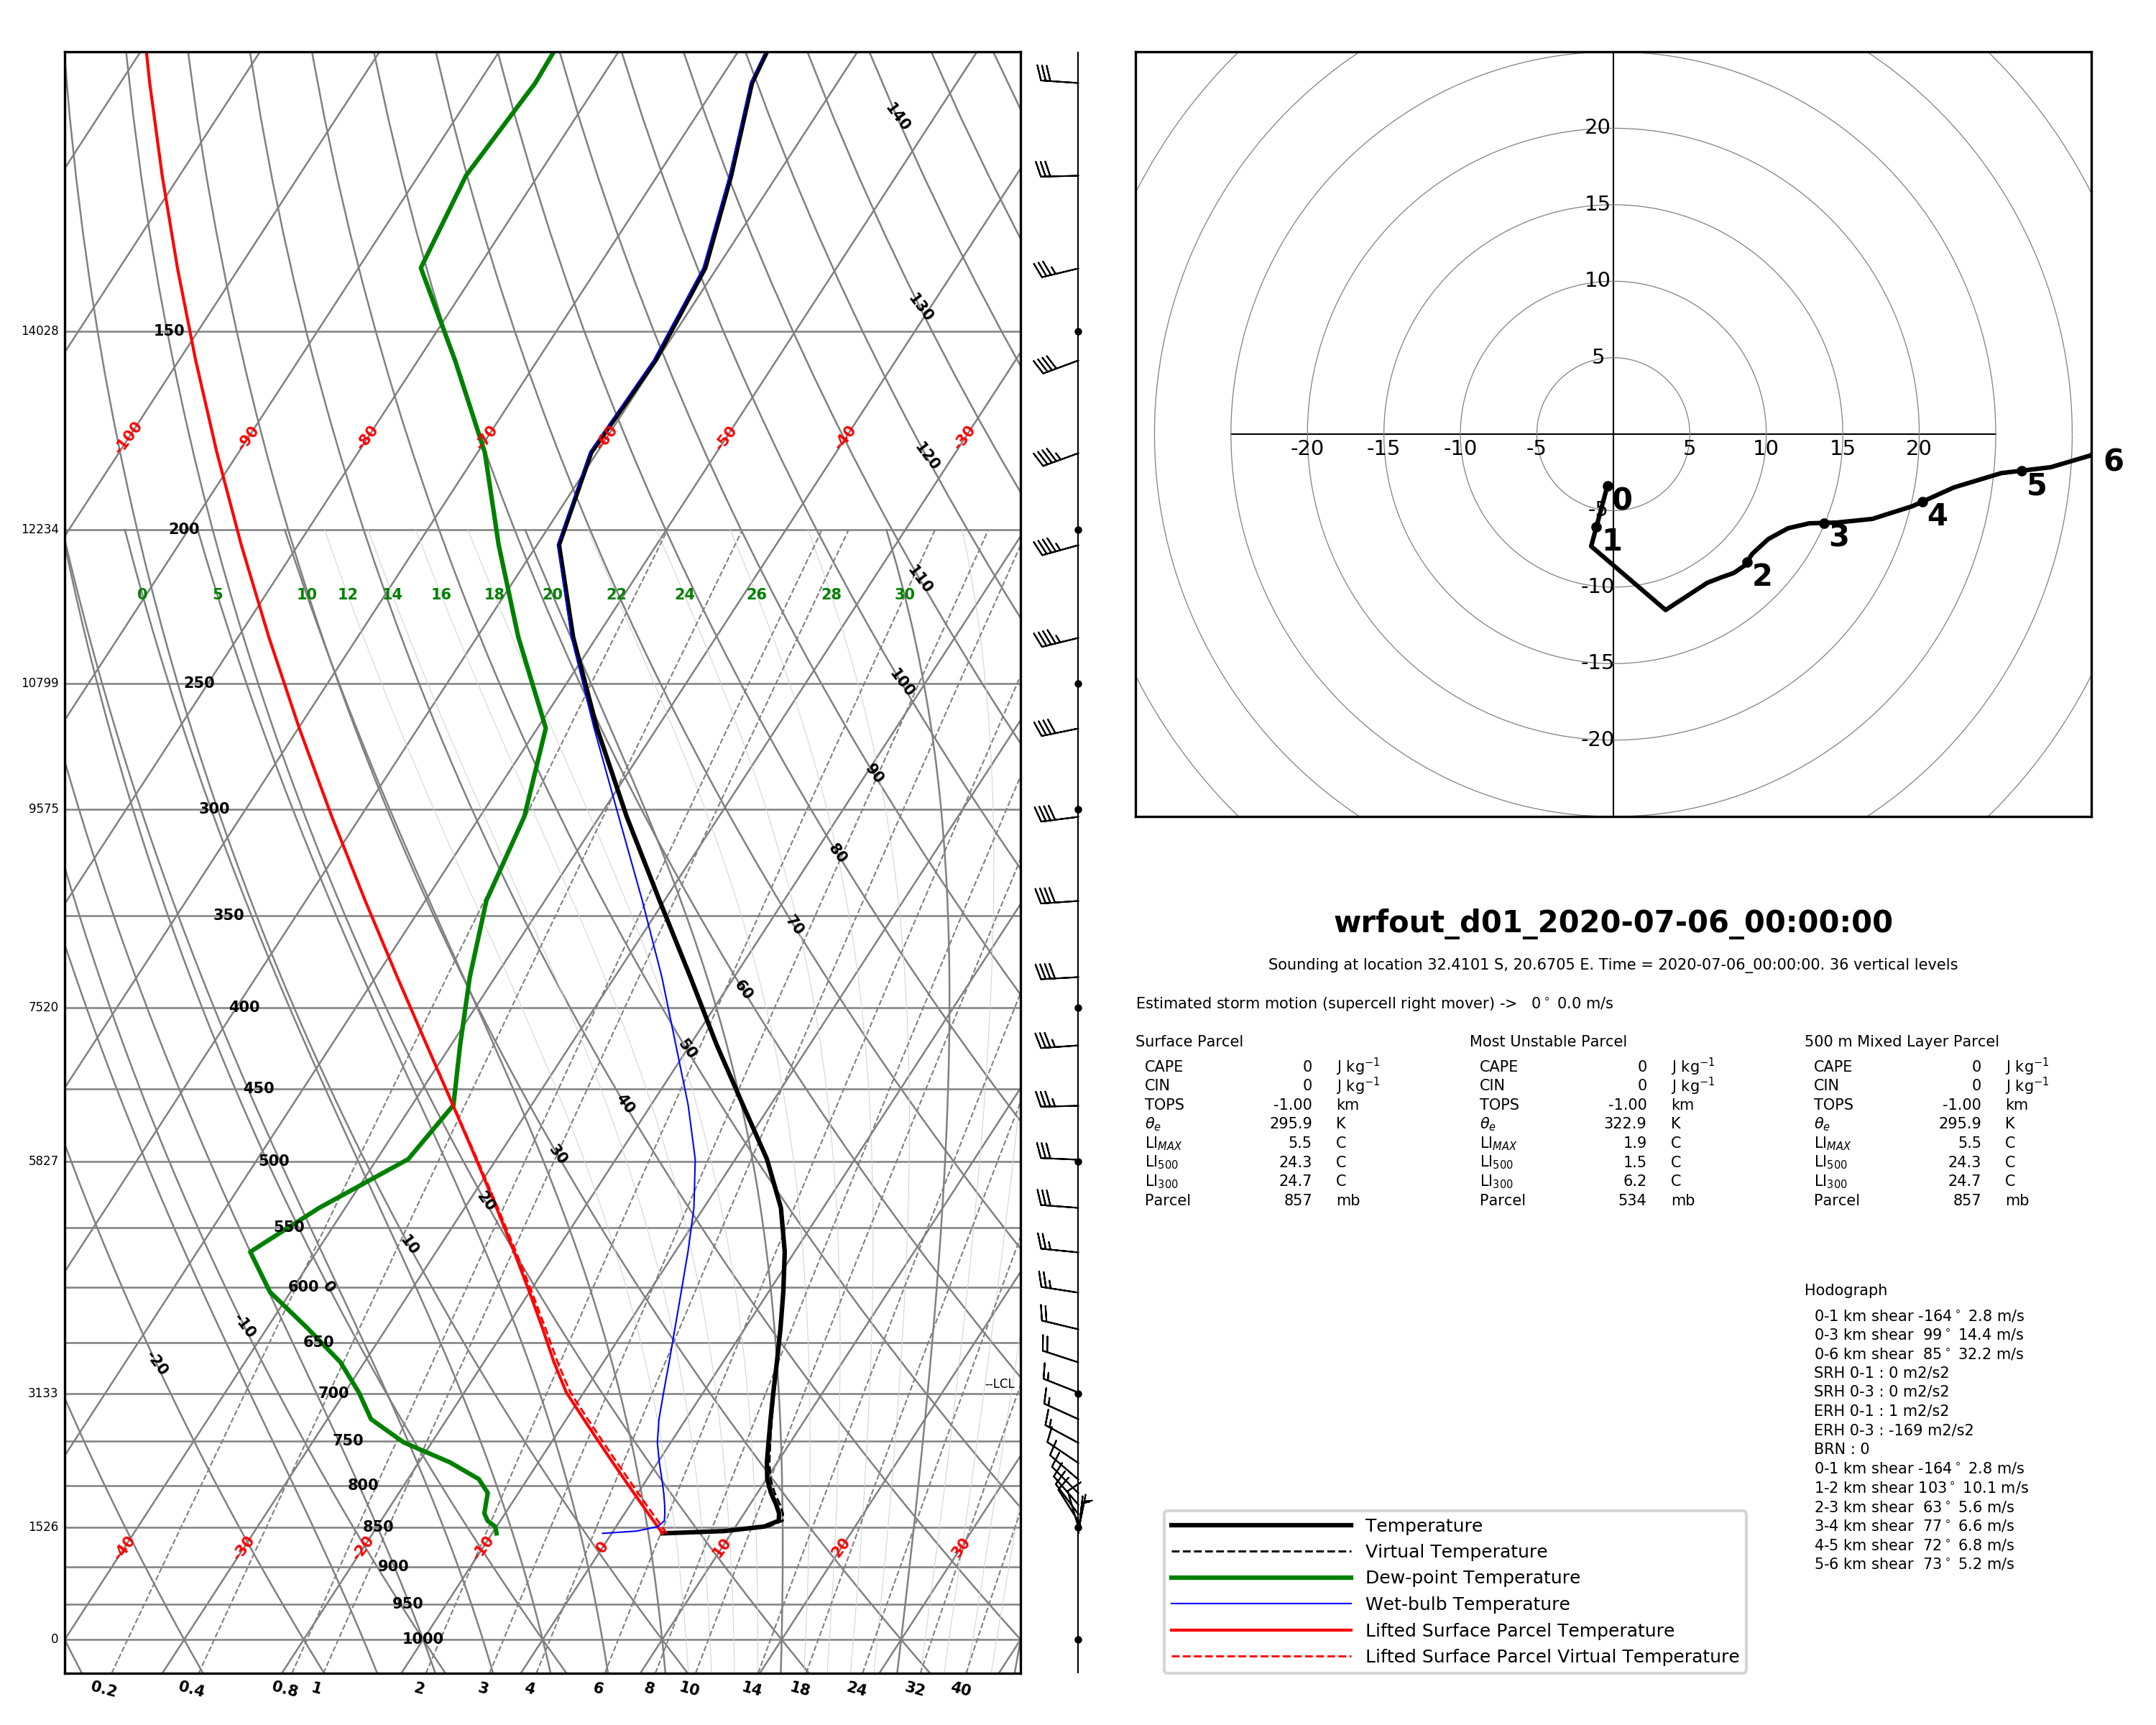 140
130
120
110
100
90
80
70
60
50
40
30
20
10
0
-10
-20
14028 150
-100 -90 -80 -70 -60 -50 -40 -30
12234 200
0 5 10 12 14 16 18 20 22 24 26 28 30
10799 250
9575 300
350
7520 400
450
5827 500
550
600
650
3133 700
--LCL
750
800
1526 850
-40 -30 -20 -10 0 10 20 30
900
950
0 1000
0.2 0.4 0.8 1 2 3 4 6 8 10 14 18 24 32 40
20
15
10
5
-20 -15 -10 -5 5 10 15 20
-5
-10
-15
-20
0 1 2 3 4 5 6
wrfout_d01_2020-07-06_00:00:00
Sounding at location 32.4101 S, 20.6705 E. Time = 2020-07-06_00:00:00. 36 vertical levels
Estimated storm motion (supercell right mover) -> 0° 0.0 m/s
Surface Parcel
CAPE 0 J kg⁻¹
CIN 0 J kg⁻¹
TOPS -1.00 km
θe 295.9 K
LIMAX 5.5 C
LI500 24.3 C
LI300 24.7 C
Parcel 857 mb
Most Unstable Parcel
CAPE 0 J kg⁻¹
CIN 0 J kg⁻¹
TOPS -1.00 km
θe 322.9 K
LIMAX 1.9 C
LI500 1.5 C
LI300 6.2 C
Parcel 534 mb
500 m Mixed Layer Parcel
CAPE 0 J kg⁻¹
CIN 0 J kg⁻¹
TOPS -1.00 km
θe 295.9 K
LIMAX 5.5 C
LI500 24.3 C
LI300 24.7 C
Parcel 857 mb
Hodograph
0-1 km shear -164° 2.8 m/s
0-3 km shear 99° 14.4 m/s
0-6 km shear 85° 32.2 m/s
SRH 0-1 : 0 m2/s2
SRH 0-3 : 0 m2/s2
ERH 0-1 : 1 m2/s2
ERH 0-3 : -169 m2/s2
BRN : 0
0-1 km shear -164° 2.8 m/s
1-2 km shear 103° 10.1 m/s
2-3 km shear 63° 5.6 m/s
3-4 km shear 77° 6.6 m/s
4-5 km shear 72° 6.8 m/s
5-6 km shear 73° 5.2 m/s
Temperature
Virtual Temperature
Dew-point Temperature
Wet-bulb Temperature
Lifted Surface Parcel Temperature
Lifted Surface Parcel Virtual Temperature